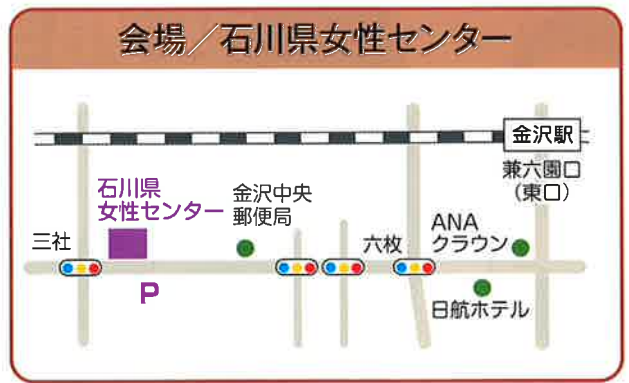 会場／石川県女性センター
金沢駅
兼六園口
（東口）
石川県
女性センター
金沢中央
郵便局
三社
六枚
ANA
クラウン
P
日航ホテル